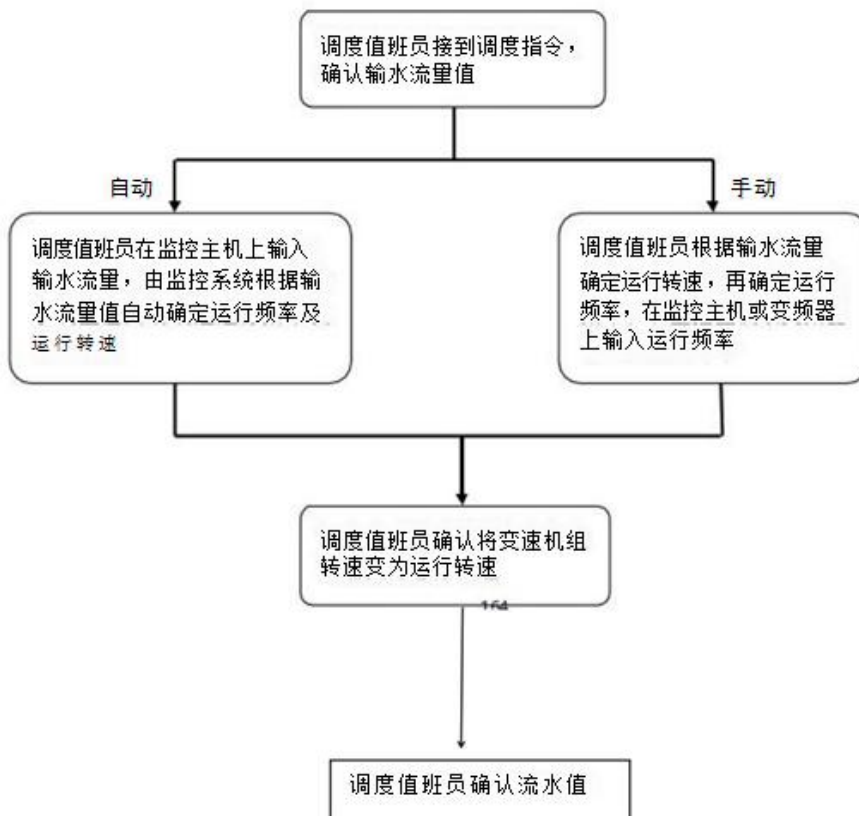 调度值班员接到调度指令，
确认输水流量值
自动
手动
调度值班员在监控主机上输入
输水流量，由监控系统根据输
水流量值自动确定运行频率及
运行转速
调度值班员根据输水流量
确定运行转速，再确定运行
频率，在监控主机或变频器
上输入运行频率
调度值班员确认将变速机组
转速变为运行转速
164
调度值班员确认流水值